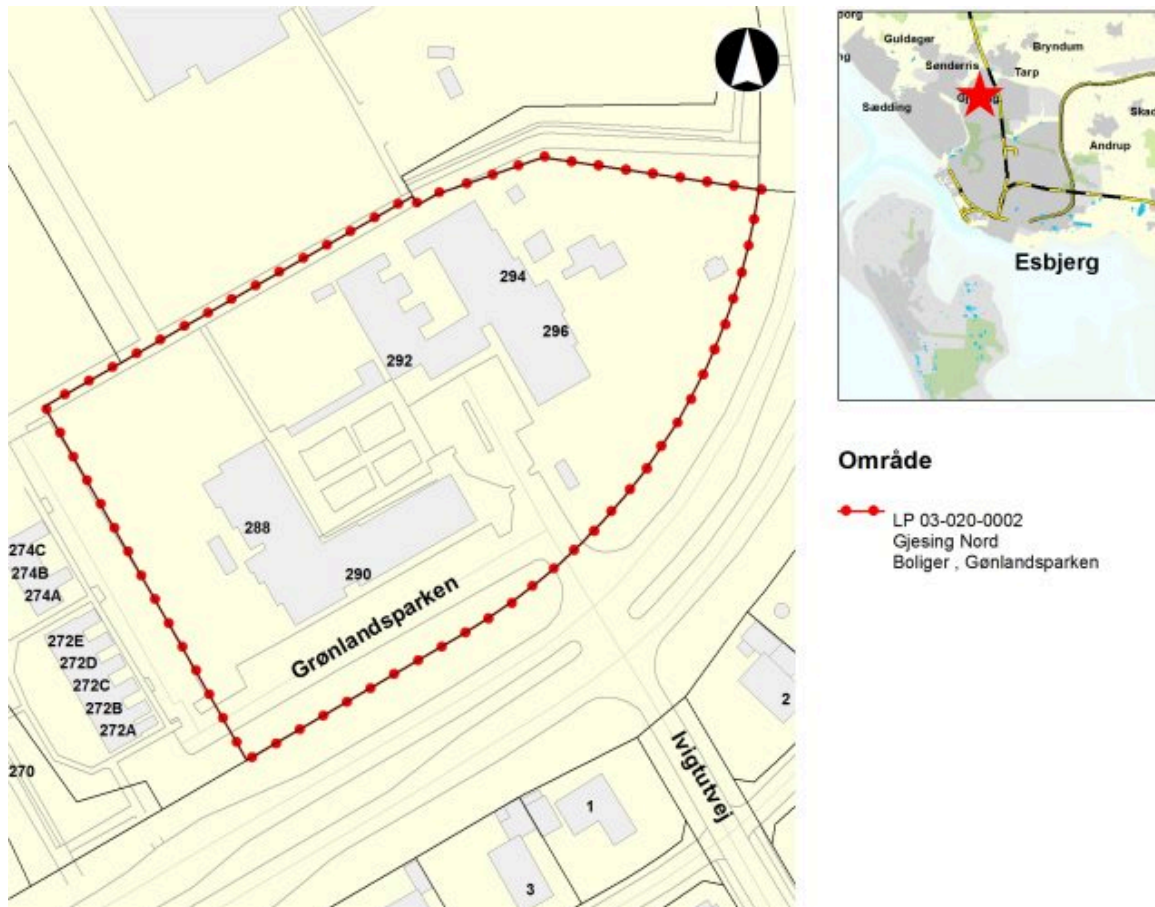 294
296
292
288
290
274C
274B
274A
272E
272D
272C
272B
272A
270
Grønlandsparken
Ivigtutvej
2
1
3
Guldager
Bryndum
Sønderris
Tarp
Sædding
Andrup
Esbjerg
Område
LP 03-020-0002
Gjesing Nord
Boliger , Gønlandsparken